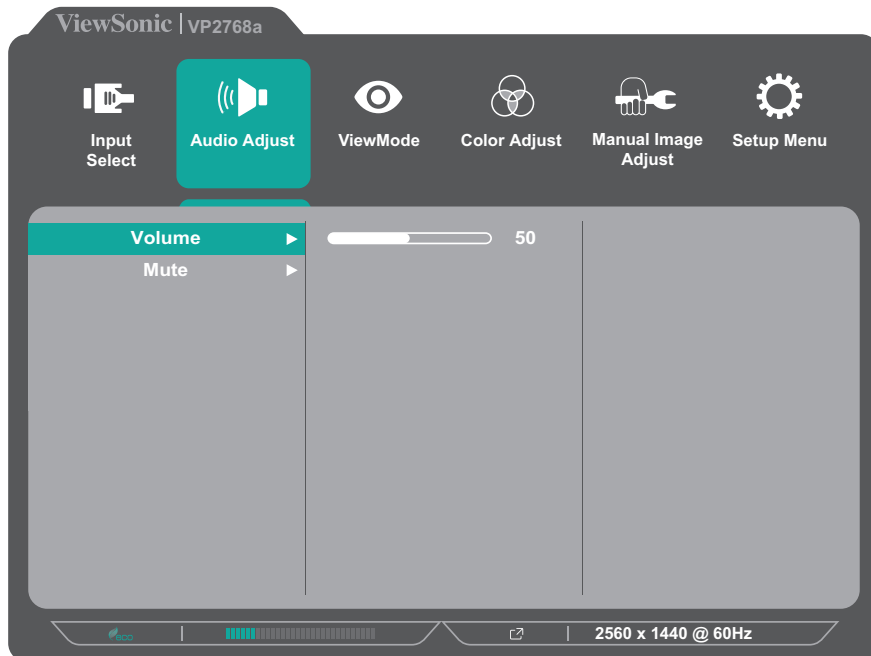 ViewSonic | VP2768a
Input
Select
Audio Adjust
ViewMode
Color Adjust
Manual Image
Adjust
Setup Menu
Volume
50
Mute
eco
2560 x 1440 @ 60Hz